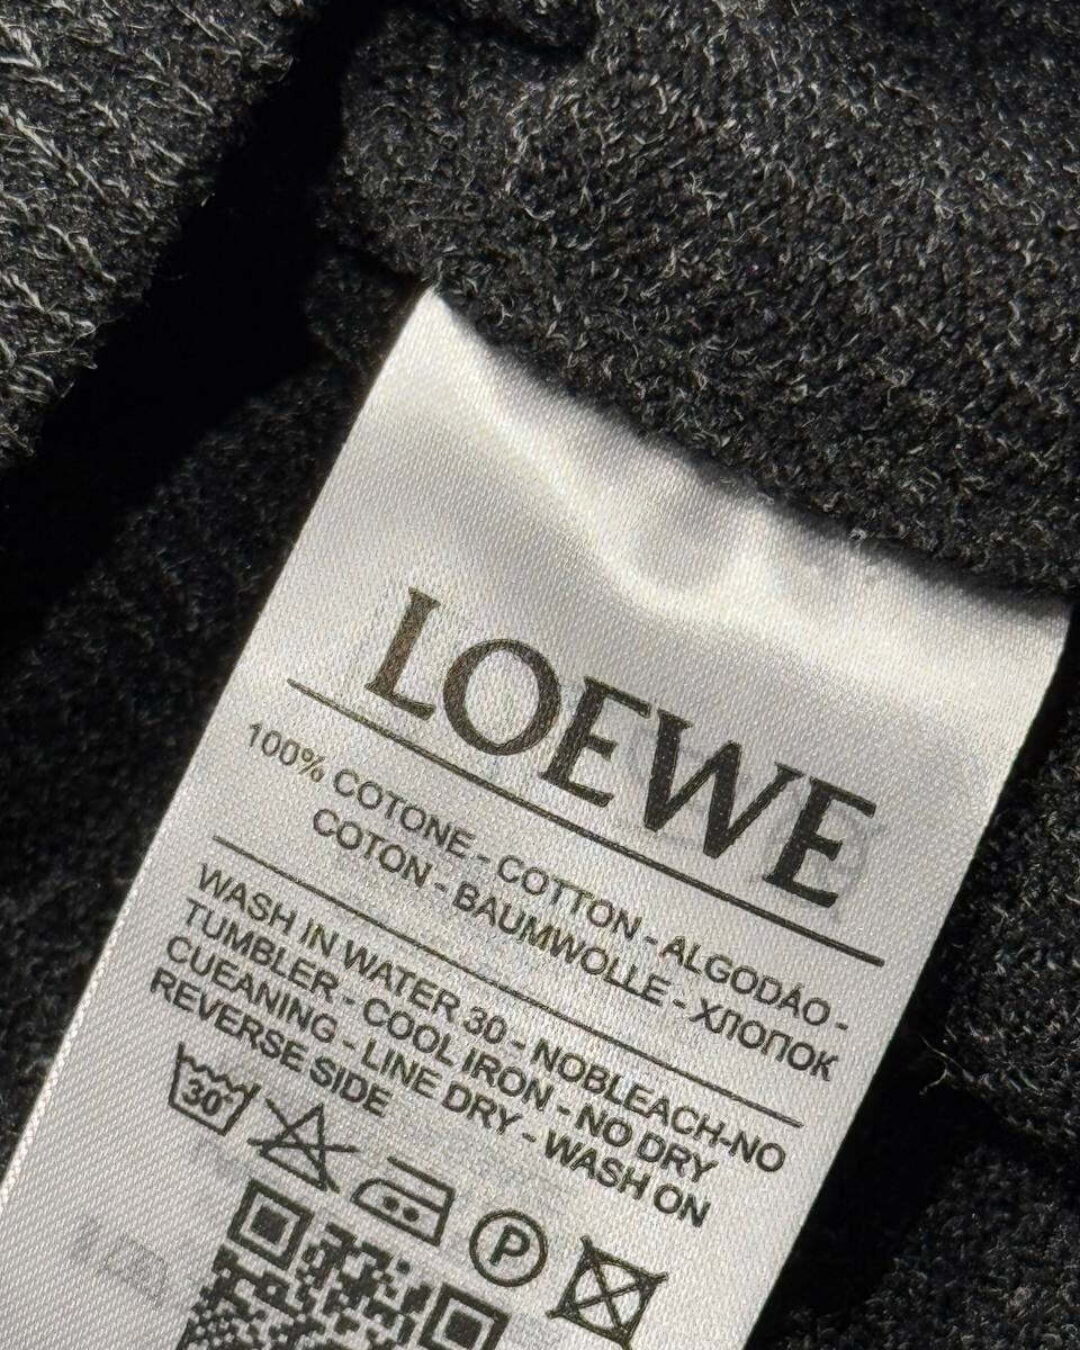 LOEWE
100% COTONE - COTTON - ALGODÁO -
COTON - BAUMWOLLE - ХЛОПОК
WASH IN WATER 30 - NOBLEACH-NO
TUMBLER - COOL IRON - NO DRY
CUEANING - LINE DRY - WASH ON
REVERSE SIDE
30°
P